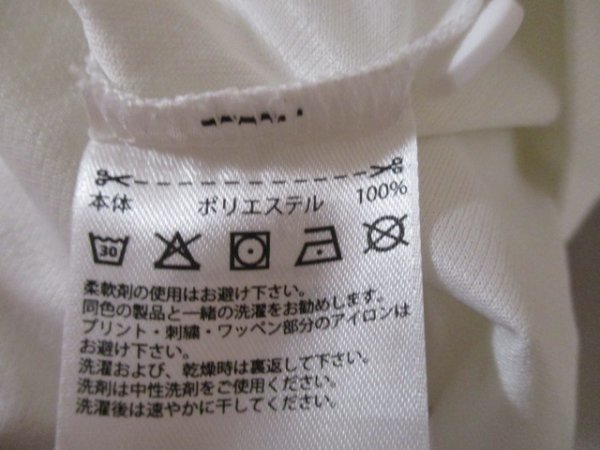 本体 ポリエステル 100%
30
柔軟剤の使用はお避け下さい。
同色の製品と一緒の洗濯をお勧めします。
プリント・刺繍・ワッペン部分のアイロンは
お避け下さい。
洗濯および、乾燥時は裏返して下さい。
洗剤は中性洗剤をご使用ください。
洗濯後は速やかに干してください。